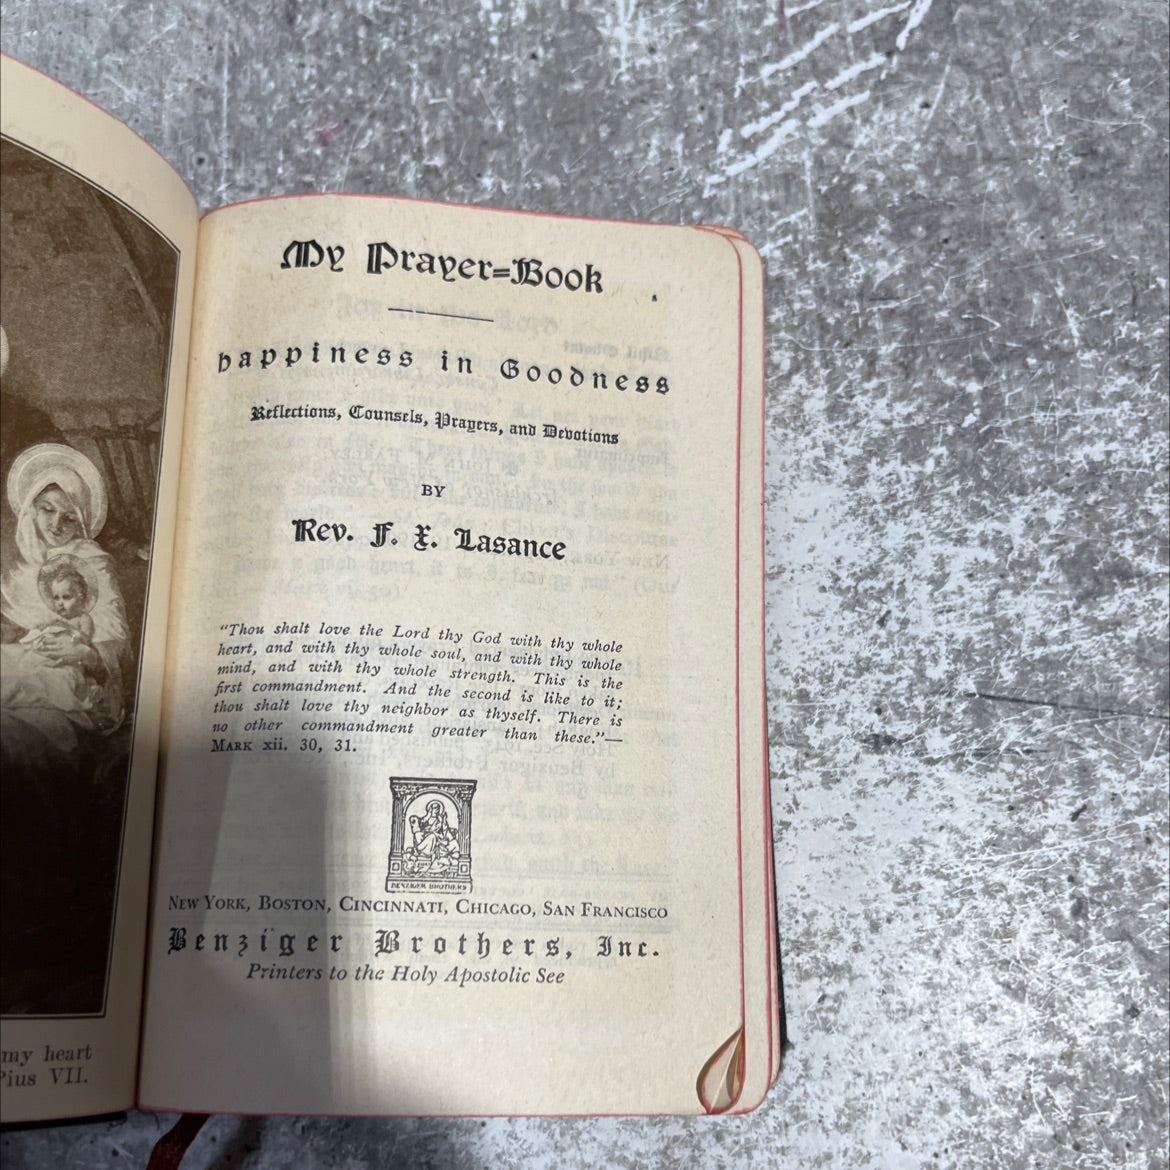 my heart
Pius VII.
My Prayer=Book
Happiness in Goodness
Reflections, Counsels, Prayers, and Devotions
BY
Rev. F. X. Lasance
"Thou shalt love the Lord thy God with thy whole
heart, and with thy whole soul, and with thy whole
mind, and with thy whole strength. This is the
first commandment. And the second is like to it;
thou shalt love thy neighbor as thyself. There is
no other commandment greater than these."—
MARK xii. 30, 31.
BENZIGER BROTHERS
NEW YORK, BOSTON, CINCINNATI, CHICAGO, SAN FRANCISCO
Benziger Brothers, Inc.
Printers to the Holy Apostolic See